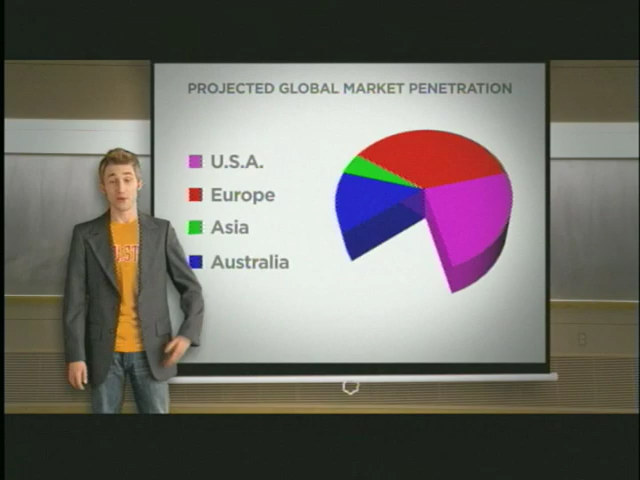 PROJECTED GLOBAL MARKET PENETRATION
U.S.A.
Europe
Asia
Australia